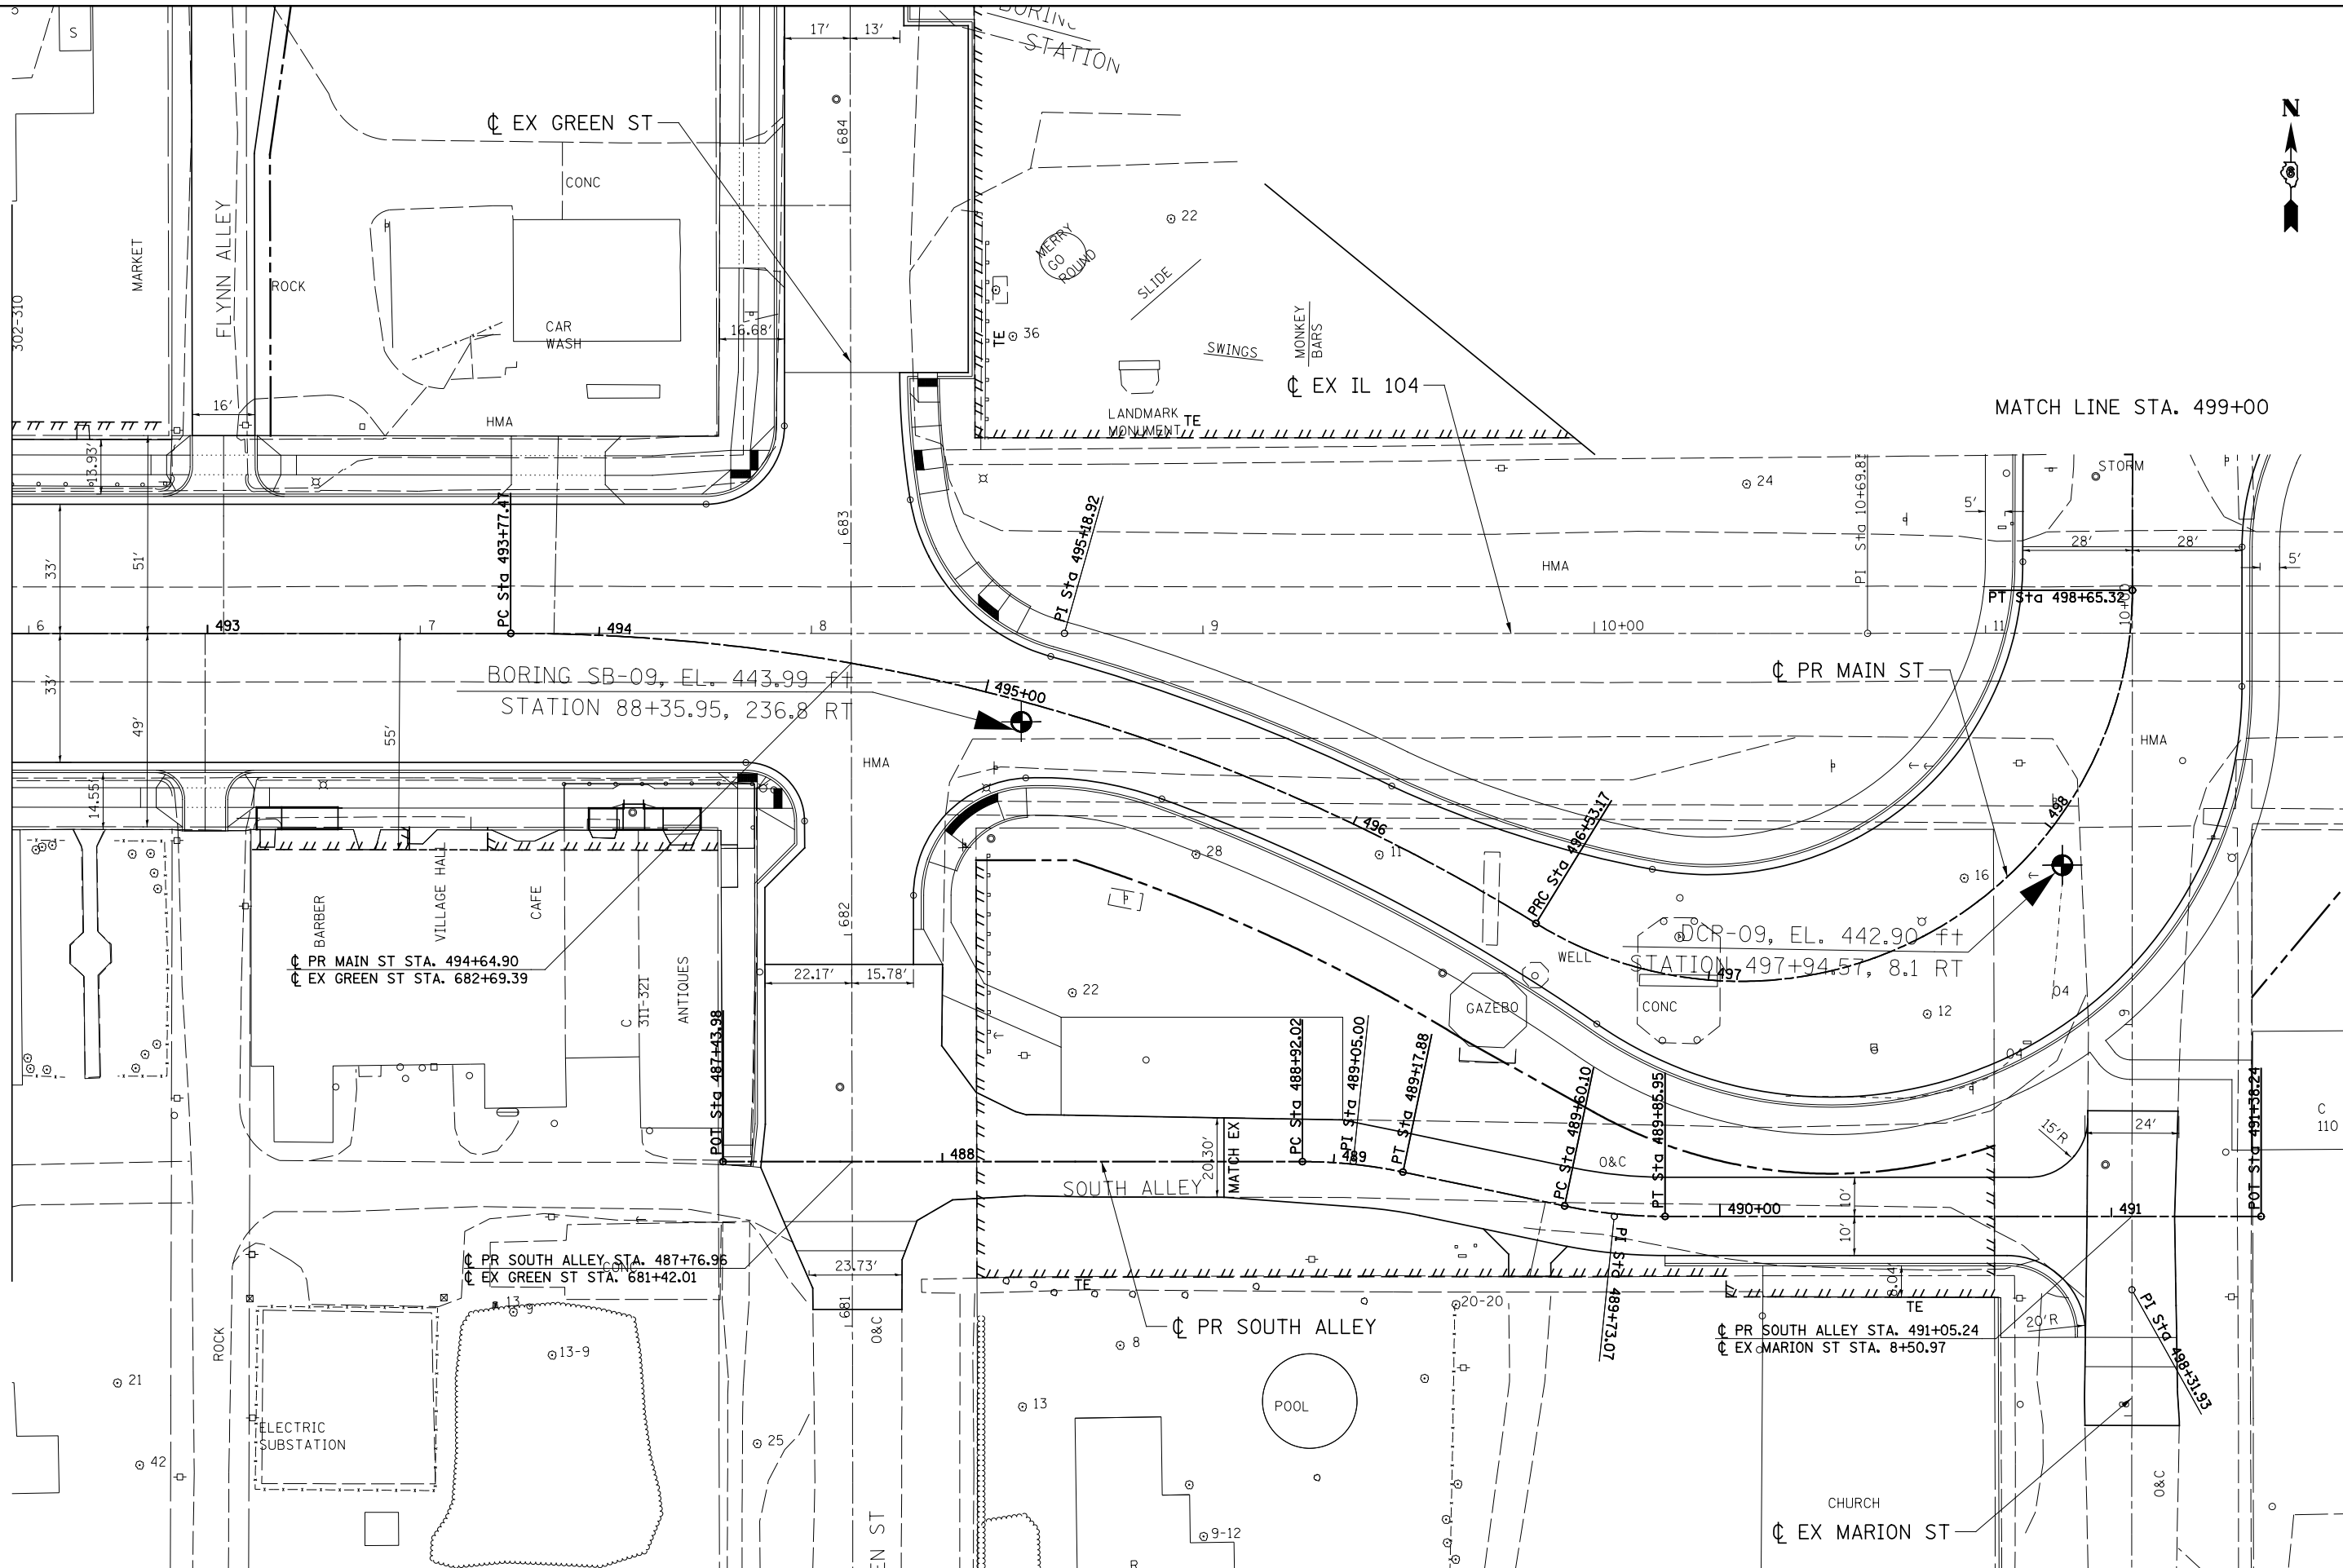 S
17' 13'
BORING
STATION
N
684
℄ EX GREEN ST
CONC
22
MARKET
FLYNN ALLEY
ROCK
MERRY
GO
ROUND
SLIDE
302-310
CAR
WASH
16.68'
TE
36
SWINGS
MONKEY
BARS
℄ EX IL 104
16'
HMA
LANDMARK
MONUMENT
TE
MATCH LINE STA. 499+00
13.93'
STORM
24
PI Sta 10+69.8
5'
PC Sta 493+77.47
683
PI Sta 495+18.92
28' 28'
5'
33'
51'
HMA
PT Sta 498+65.32
10+00
6 493 7 494 8 9 10+00 11
BORING SB-09, EL. 443.99 ft
STATION 88+35.95, 236.8 RT
495+00
℄ PR MAIN ST
33'
49'
55'
HMA
HMA
14.55'
496
PRC Sta 496+53.17
498
28
11
16
BARBER
VILLAGE HALL
CAFE
682
DCP-09, EL. 442.90 ft
STATION 497+94.57, 8.1 RT
WELL
497
℄ PR MAIN ST STA. 494+64.90
℄ EX GREEN ST STA. 682+69.39
22.17' 15.78'
ANTIQUES
C
311-321
22
GAZEBO
CONC
04
12
9
04
POT Sta 487+43.98
PC Sta 488+92.02
PI Sta 489+05.00
PT Sta 489+17.88
PC Sta 489+60.10
PT Sta 489+85.95
POT Sta 491+38.24
C
110
15'R
24'
488
20.30'
MATCH EX
489
O&C
SOUTH ALLEY
10'
10'
490+00
491
℄ PR SOUTH ALLEY STA. 487+76.96
℄ EX GREEN ST STA. 681+42.01
CONC
23.73'
681
TE
PI Sta 489+73.07
8.04'
TE
20'R
PI Sta 498+31.93
13-9
20-20
℄ PR SOUTH ALLEY
℄ PR SOUTH ALLEY STA. 491+05.24
℄ EX MARION ST STA. 8+50.97
ROCK
O&C
13-9
8
21
13
POOL
ELECTRIC
SUBSTATION
25
42
O&C
CHURCH
9-12
℄ EX MARION ST
EN ST
R